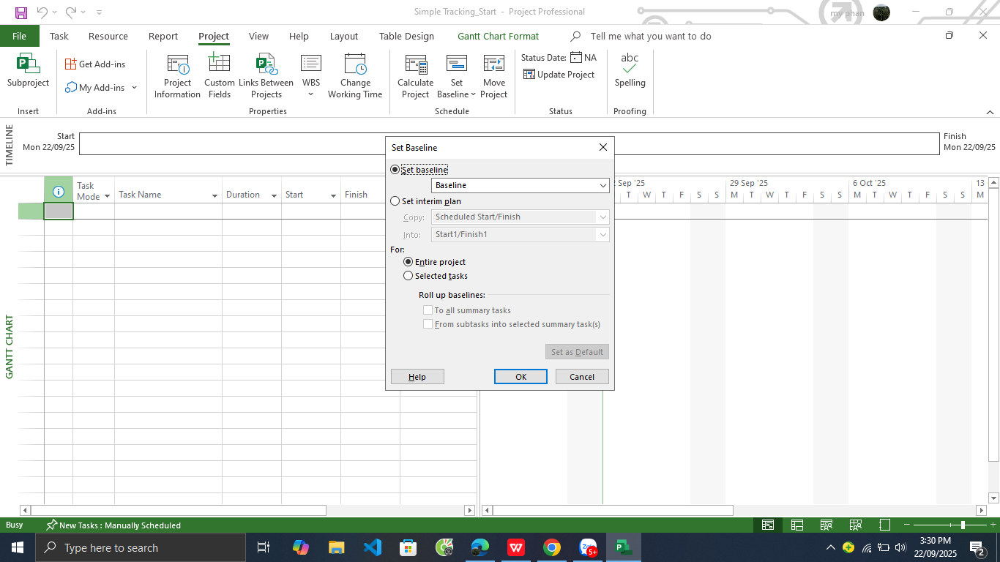 Simple Tracking_Start - Project Professional
my phan
File Task Resource Report Project View Help Layout Table Design Gantt Chart Format Tell me what you want to do
Subproject
Insert
Get Add-ins
My Add-ins
Add-ins
Project Information
Custom Fields
Links Between Projects
WBS
Change Working Time
Properties
Calculate Project
Set Baseline
Move Project
Schedule
Status Date: NA
Update Project
Status
abc
Spelling
Proofing
TIMELINE
Start
Mon 22/09/25
Finish
Mon 22/09/25
Set Baseline
Set baseline
Baseline
Set interim plan
Copy: Scheduled Start/Finish
Into: Start1/Finish1
For:
Entire project
Selected tasks
Roll up baselines:
To all summary tasks
From subtasks into selected summary task(s)
Set as Default
Help OK Cancel
Task Mode Task Name Duration Start Finish
Sep '25 29 Sep '25 6 Oct '25 13
T W T F S S M T W T F S S M T W T F S S M
GANTT CHART
Busy New Tasks : Manually Scheduled
Type here to search
Zalo
5+
3:30 PM
22/09/2025
2